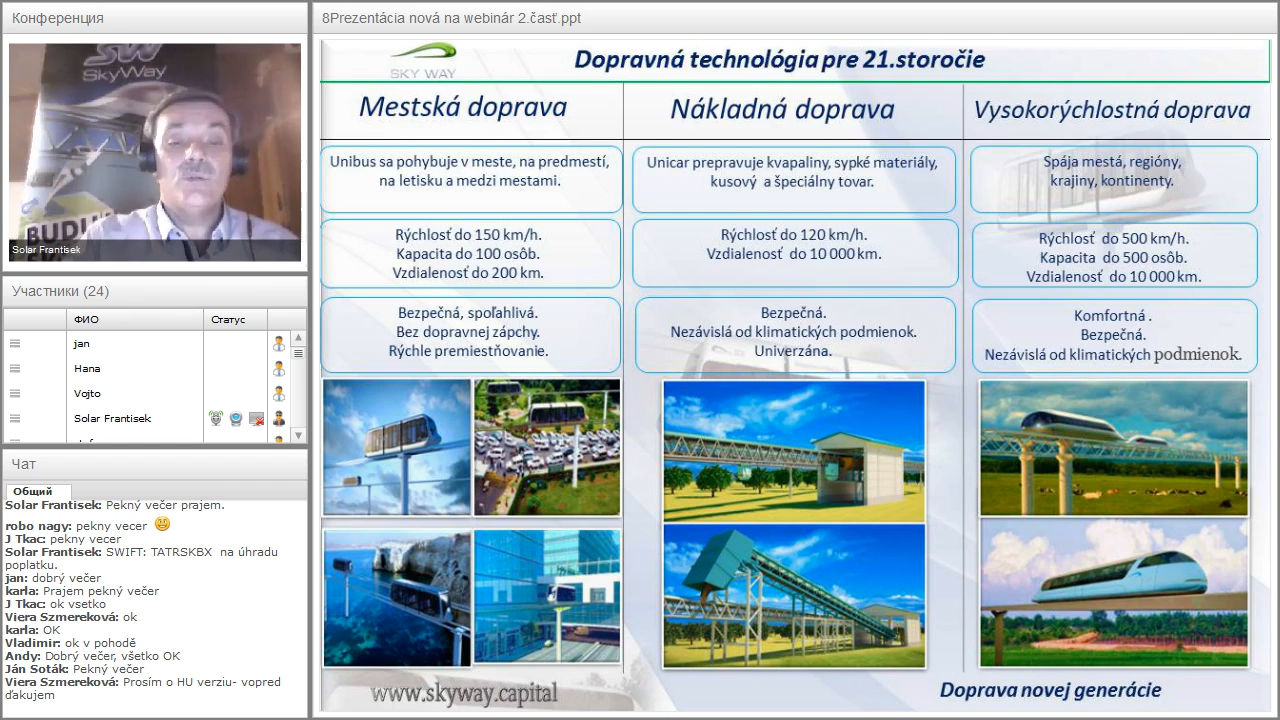 Конференция
SW
SkyWay
BUDU
Solar Frantisek
Участники (24)
ФИО
Статус
jan
Hana
Vojto
Solar Frantisek
Чат
Общий
Solar Frantisek: Pekný večer prajem.
robo nagy: pekny vecer
J Tkac: pekny vecer
Solar Frantisek: SWIFT: TATRSKBX na úhradu
poplatku.
jan: dobrý večer
karla: Prajem pekný večer
J Tkac: ok vsetko
Viera Szmereková: ok
karla: OK
Vladimir: ok v pohodě
Andy: Dobrý večer, všetko OK
Ján Soták: Pekný večer
Viera Szmereková: Prosím o HU verziu- vopred
ďakujem
8Prezentácia nová na webinár 2.časť.ppt
SKY WAY
Dopravná technológia pre 21.storočie
Mestská doprava
Unibus sa pohybuje v meste, na predmestí,
na letisku a medzi mestami.
Rýchlosť do 150 km/h.
Kapacita do 100 osôb.
Vzdialenosť do 200 km.
Bezpečná, spoľahlivá.
Bez dopravnej zápchy.
Rýchle premiestňovanie.
Nákladná doprava
Unicar prepravuje kvapaliny, sypké materiály,
kusový a špeciálny tovar.
Rýchlosť do 120 km/h.
Vzdialenosť do 10 000 km.
Bezpečná.
Nezávislá od klimatických podmienok.
Univerzána.
Vysokorýchlostná doprava
Spája mestá, regióny,
krajiny, kontinenty.
Rýchlosť do 500 km/h.
Kapacita do 500 osôb.
Vzdialenosť do 10 000 km.
Komfortná .
Bezpečná.
Nezávislá od klimatických podmienok.
www.skyway.capital
Doprava novej generácie